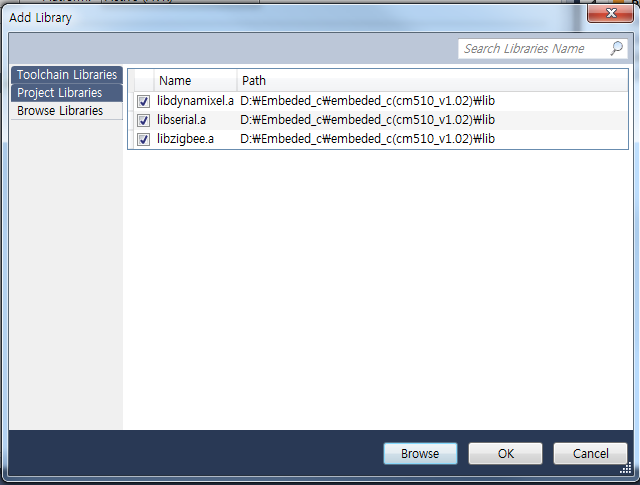 Add Library
Search Libraries Name
Toolchain Libraries
Project Libraries
Browse Libraries
Name Path
libdynamixel.a D:₩Embeded_c₩embeded_c(cm510_v1.02)₩lib
libserial.a D:₩Embeded_c₩embeded_c(cm510_v1.02)₩lib
libzigbee.a D:₩Embeded_c₩embeded_c(cm510_v1.02)₩lib
Browse OK Cancel